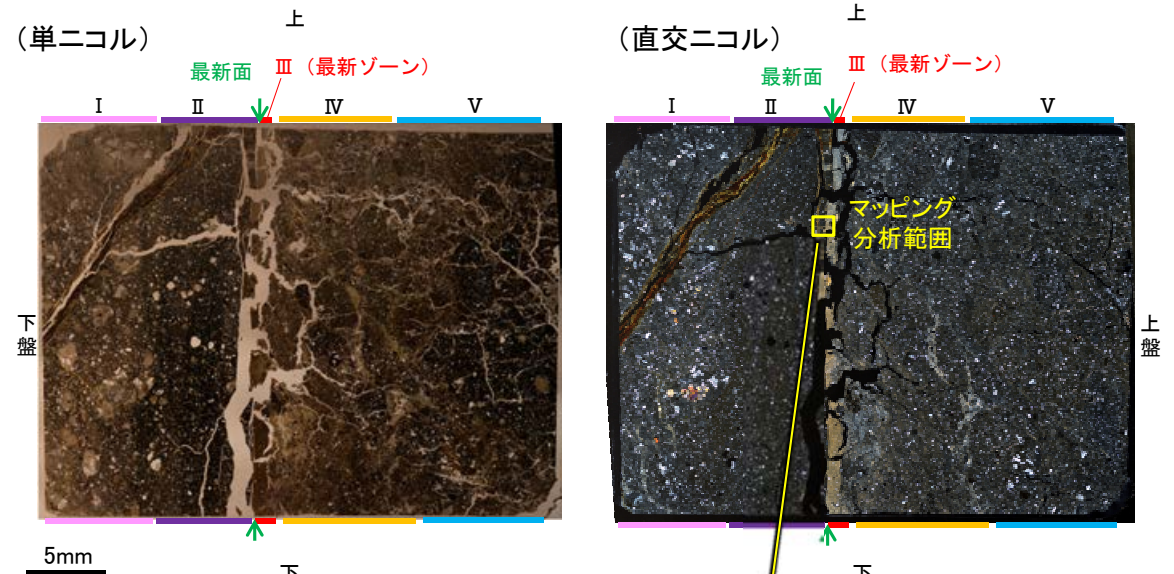 上
(単ニコル)
最新面
Ⅲ (最新ゾーン)
Ⅰ
Ⅱ
Ⅳ
Ⅴ
下盤
5mm
下
上
(直交ニコル)
最新面
Ⅲ (最新ゾーン)
Ⅰ
Ⅱ
Ⅳ
Ⅴ
マッピング
分析範囲
上盤
下